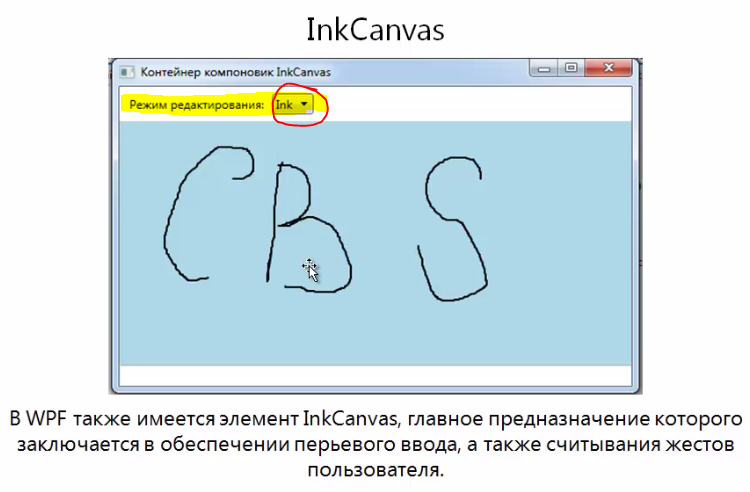 InkCanvas
Контейнер компоновик InkCanvas
Режим редактирования: Ink
CBS
В WPF также имеется элемент InkCanvas, главное предназначение которого
заключается в обеспечении перьевого ввода, а также считывания жестов
пользователя.